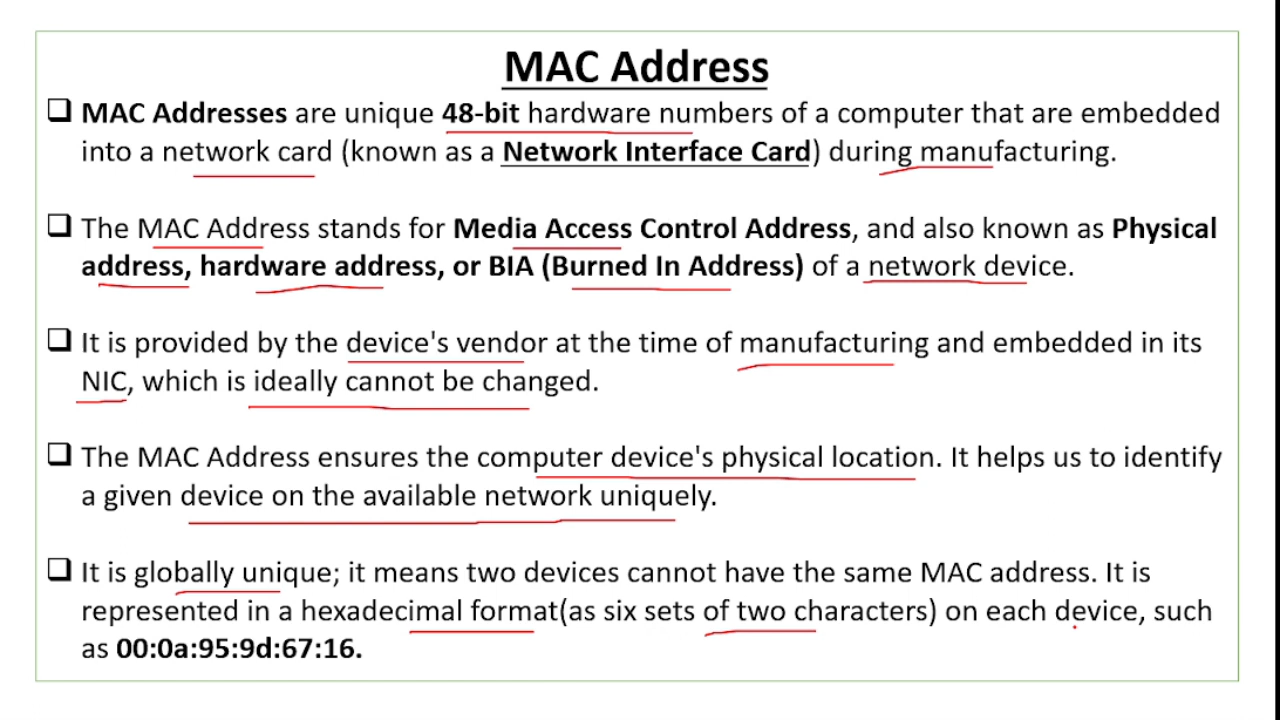 MAC Address
MAC Addresses are unique 48-bit hardware numbers of a computer that are embedded
into a network card (known as a Network Interface Card) during manufacturing.
The MAC Address stands for Media Access Control Address, and also known as Physical
address, hardware address, or BIA (Burned In Address) of a network device.
It is provided by the device's vendor at the time of manufacturing and embedded in its
NIC, which is ideally cannot be changed.
The MAC Address ensures the computer device's physical location. It helps us to identify
a given device on the available network uniquely.
It is globally unique; it means two devices cannot have the same MAC address. It is
represented in a hexadecimal format(as six sets of two characters) on each device, such
as 00:0a:95:9d:67:16.